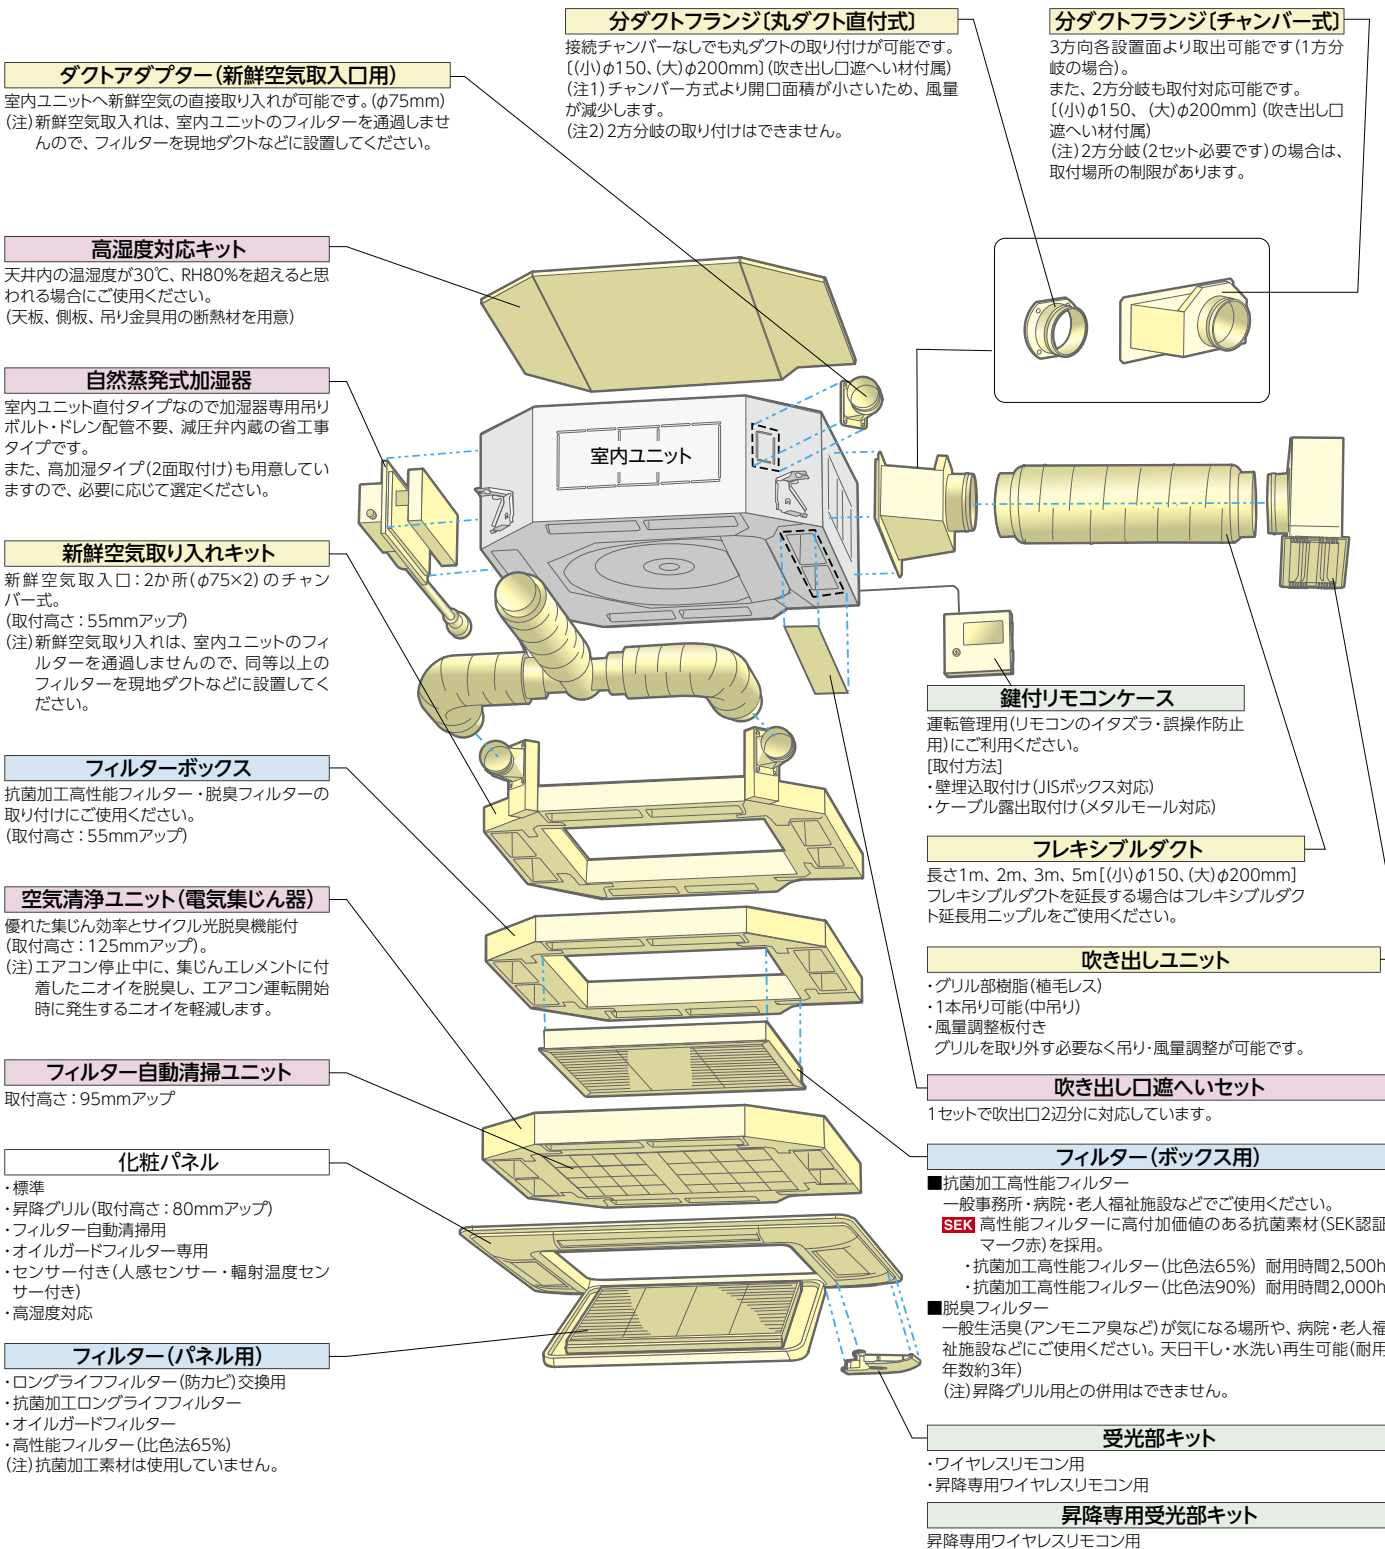 分ダクトフランジ〔丸ダクト直付式〕
接続チャンバーなしでも丸ダクトの取り付けが可能です。
〔(小)φ150、(大)φ200mm〕(吹き出し口遮へい材付属)
(注1)チャンバー方式より開口面積が小さいため、風量
が減少します。
(注2)2方分岐の取り付けはできません。
分ダクトフランジ〔チャンバー式〕
3方向各設置面より取出可能です(1方分
岐の場合)。
また、2方分岐も取付対応可能です。
〔(小)φ150、(大)φ200mm〕(吹き出し口
遮へい材付属)
(注)2方分岐(2セット必要です)の場合は、
取付場所の制限があります。
ダクトアダプター(新鮮空気取入口用)
室内ユニットへ新鮮空気の直接取り入れが可能です。(φ75mm)
(注)新鮮空気取入れは、室内ユニットのフィルターを通過しませ
んので、フィルターを現地ダクトなどに設置してください。
高湿度対応キット
天井内の温湿度が30℃、RH80%を超えると思
われる場合にご使用ください。
(天板、側板、吊り金具用の断熱材を用意)
自然蒸発式加湿器
室内ユニット直付タイプなので加湿器専用吊り
ボルト・ドレン配管不要、減圧弁内蔵の省工事
タイプです。
また、高加湿タイプ(2面取付け)も用意してい
ますので、必要に応じて選定ください。
室内ユニット
新鮮空気取り入れキット
新鮮空気取入口:2か所(φ75×2)のチャン
バー式。
(取付高さ:55mmアップ)
(注)新鮮空気取り入れは、室内ユニットのフィ
ルターを通過しませんので、同等以上の
フィルターを現地ダクトなどに設置してく
ださい。
フィルターボックス
抗菌加工高性能フィルター・脱臭フィルターの
取り付けにご使用ください。
(取付高さ:55mmアップ)
空気清浄ユニット(電気集じん器)
優れた集じん効率とサイクル光脱臭機能付
(取付高さ:125mmアップ)。
(注)エアコン停止中に、集じんエレメントに付
着したニオイを脱臭し、エアコン運転開始
時に発生するニオイを軽減します。
フィルター自動清掃ユニット
取付高さ:95mmアップ
化粧パネル
・標準
・昇降グリル(取付高さ:80mmアップ)
・フィルター自動清掃用
・オイルガードフィルター専用
・センサー付き(人感センサー・輻射温度セン
サー付き)
・高湿度対応
フィルター(パネル用)
・ロングライフフィルター(防カビ)交換用
・抗菌加工ロングライフフィルター
・オイルガードフィルター
・高性能フィルター(比色法65%)
(注)抗菌加工素材は使用していません。
鍵付リモコンケース
運転管理用(リモコンのイタズラ・誤操作防止
用)にご利用ください。
[取付方法]
・壁埋込取付け(JISボックス対応)
・ケーブル露出取付け(メタルモール対応)
フレキシブルダクト
長さ1m、2m、3m、5m[(小)φ150、(大)φ200mm]
フレキシブルダクトを延長する場合はフレキシブルダク
ト延長用ニップルをご使用ください。
吹き出しユニット
・グリル部樹脂(植毛レス)
・1本吊り可能(中吊り)
・風量調整板付き
グリルを取り外す必要なく吊り・風量調整が可能です。
吹き出し口遮へいセット
1セットで吹出口2辺分に対応しています。
フィルター(ボックス用)
■抗菌加工高性能フィルター
一般事務所・病院・老人福祉施設などでご使用ください。
SEK 高性能フィルターに高付加価値のある抗菌素材(SEK認証
マーク赤)を採用。
・抗菌加工高性能フィルター(比色法65%) 耐用時間2,500h
・抗菌加工高性能フィルター(比色法90%) 耐用時間2,000h
■脱臭フィルター
一般生活臭(アンモニア臭など)が気になる場所や、病院・老人福
祉施設などにご使用ください。天日干し・水洗い再生可能(耐用
年数約3年)
(注)昇降グリル用との併用はできません。
受光部キット
・ワイヤレスリモコン用
・昇降専用ワイヤレスリモコン用
昇降専用受光部キット
昇降専用ワイヤレスリモコン用